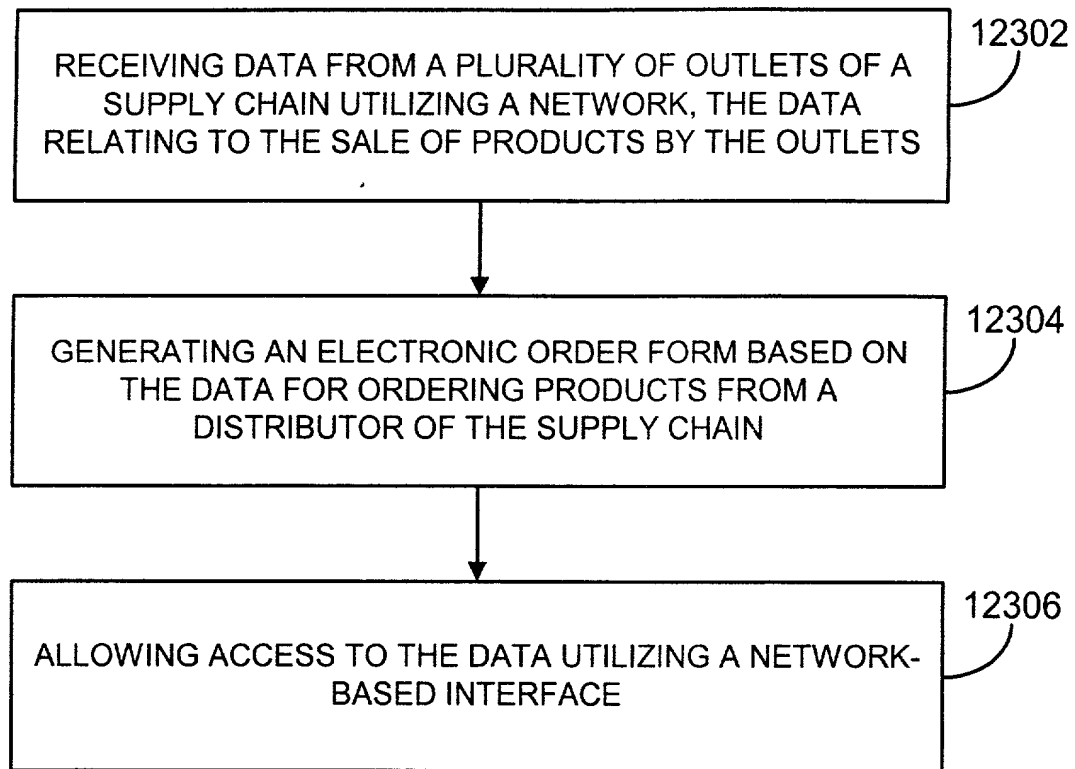 12302
RECEIVING DATA FROM A PLURALITY OF OUTLETS OF A
SUPPLY CHAIN UTILIZING A NETWORK, THE DATA
RELATING TO THE SALE OF PRODUCTS BY THE OUTLETS
12304
GENERATING AN ELECTRONIC ORDER FORM BASED ON
THE DATA FOR ORDERING PRODUCTS FROM A
DISTRIBUTOR OF THE SUPPLY CHAIN
12306
ALLOWING ACCESS TO THE DATA UTILIZING A NETWORK-
BASED INTERFACE